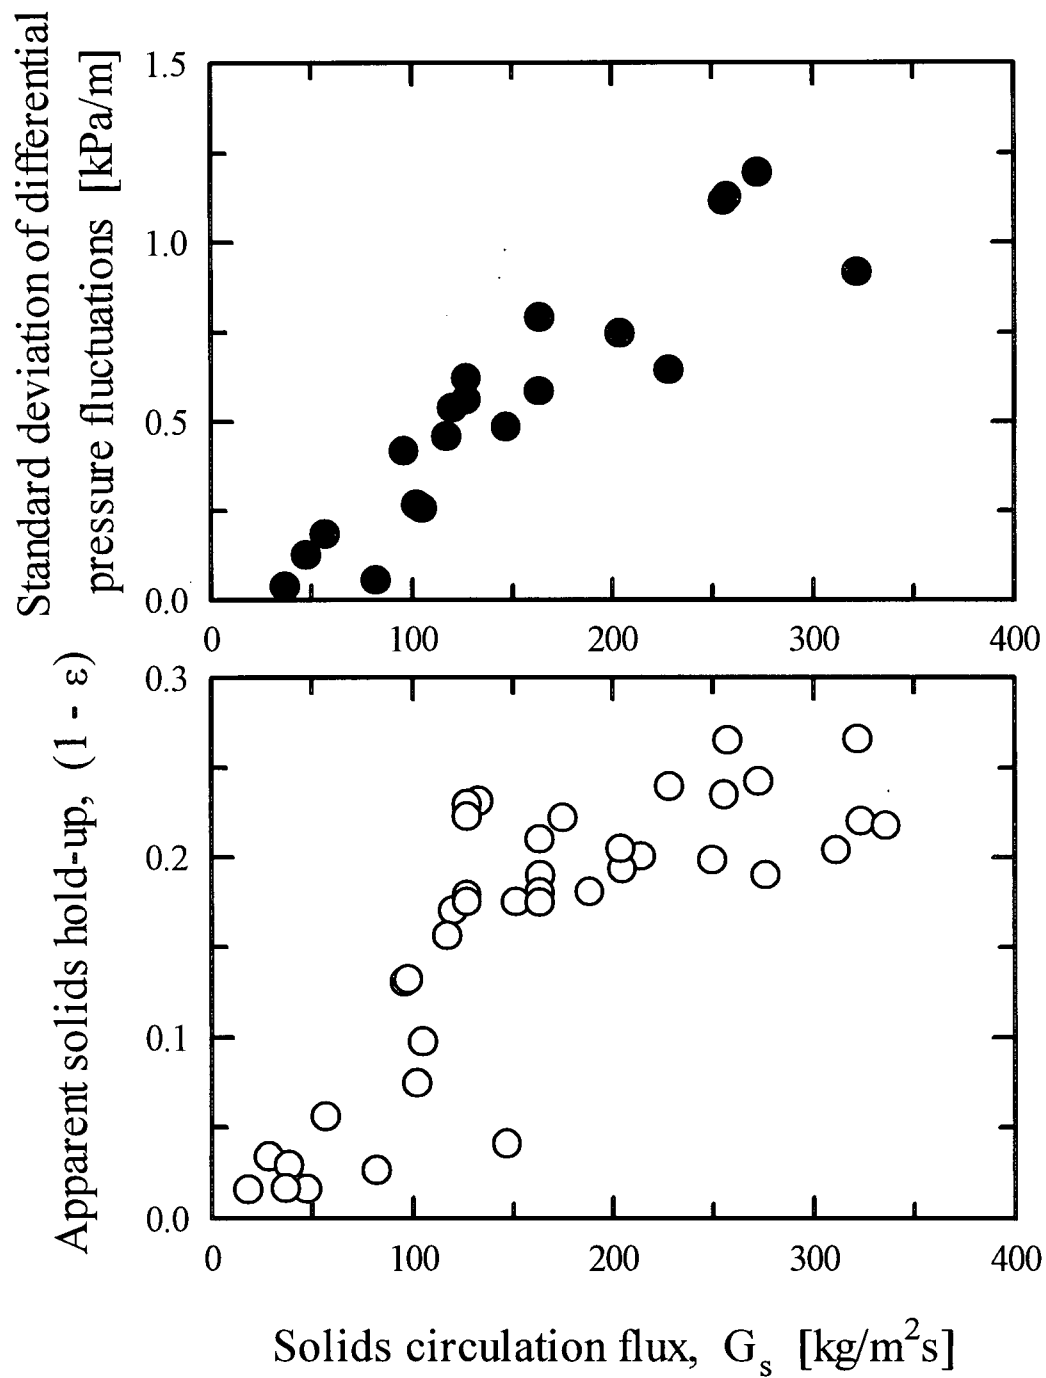 Standard deviation of differential
pressure fluctuations [kPa/m]
1.5
1.0
0.5
0.0
0 100 200 300 400
Apparent solids hold-up, (1 - ε)
0.3
0.2
0.1
0.0
0 100 200 300 400
Solids circulation flux, Gₛ [kg/m²s]